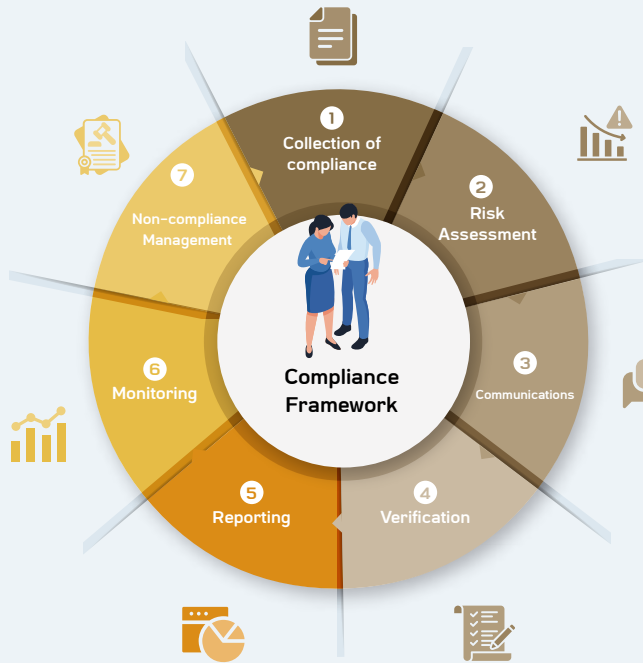 1
Collection of
compliance
2
Risk
Assessment
3
Communications
4
Verification
5
Reporting
6
Monitoring
7
Non-compliance
Management
Compliance
Framework